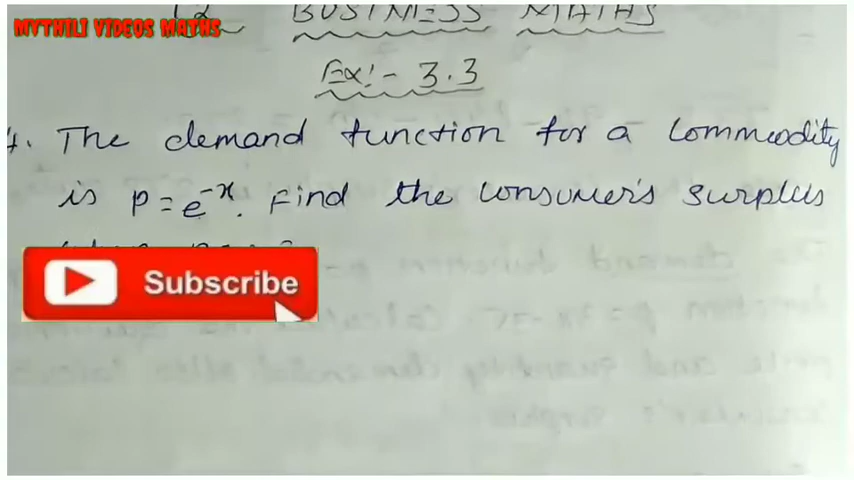 MYTHILI VIDEOS MATHS
12 BUSINESS MATHS
Ex:- 3.3
4. The demand function for a commodity
is p = e⁻ˣ. Find the consumer's surplus
Subscribe